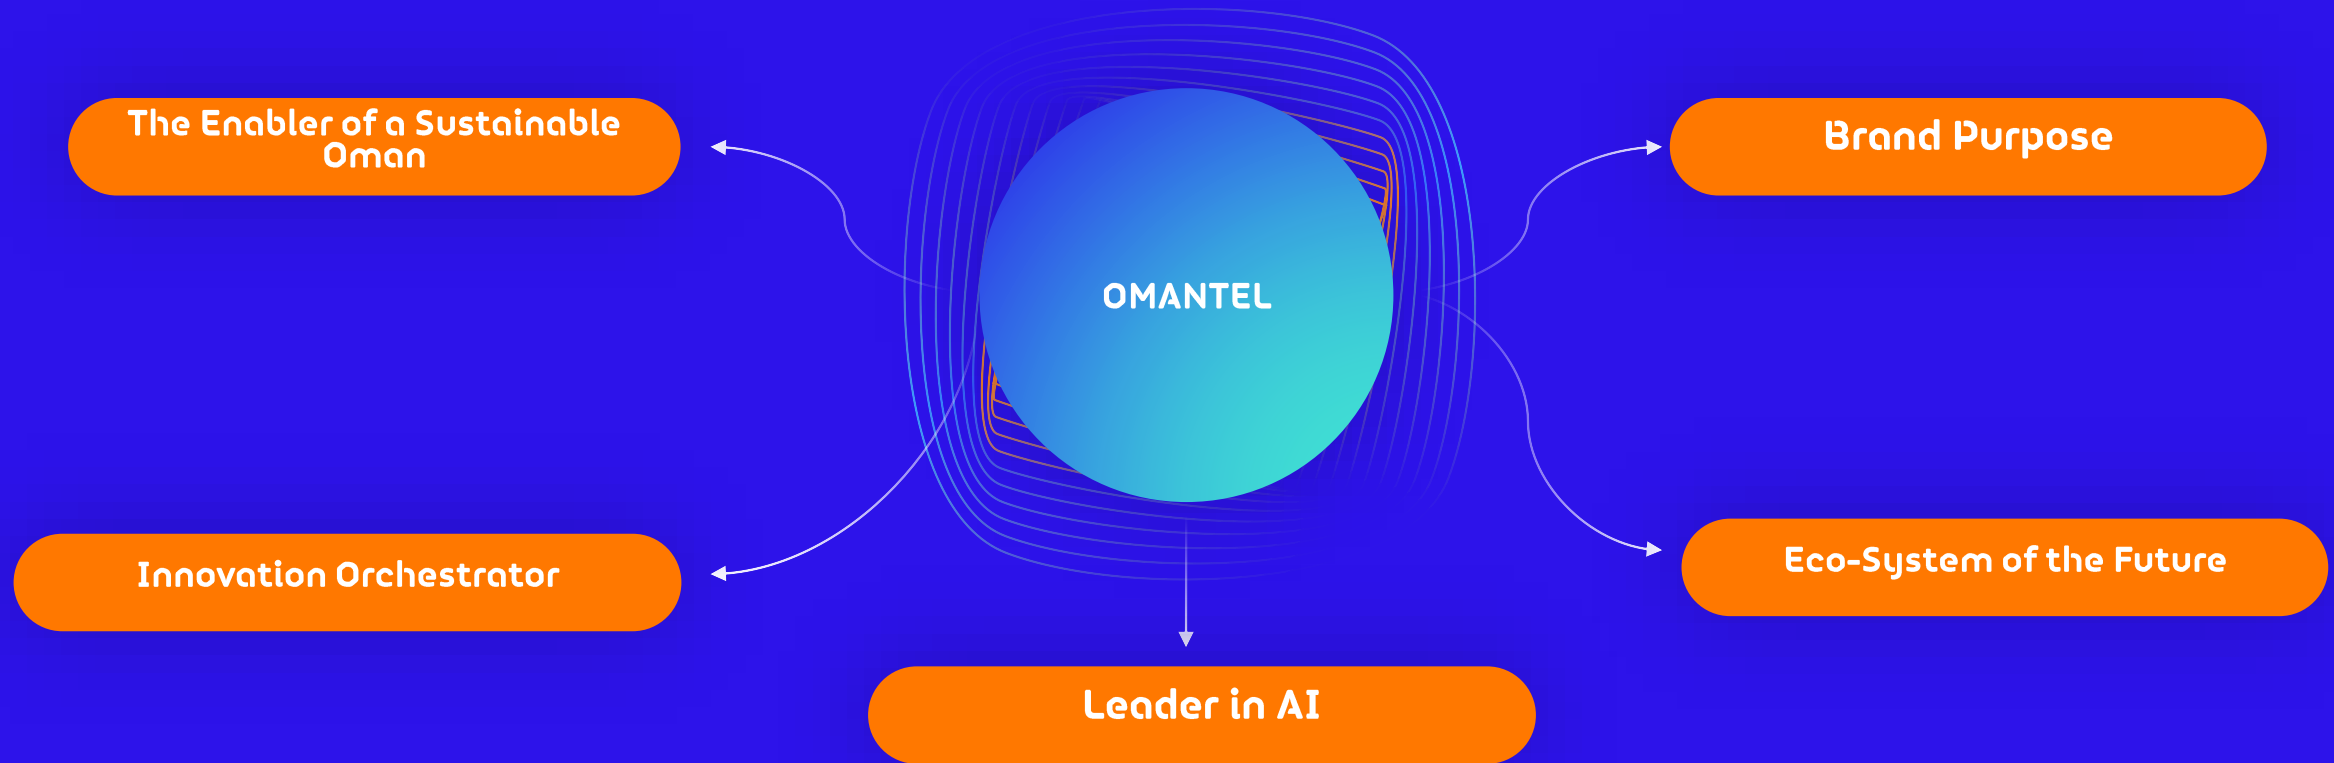 The Enabler of a Sustainable
Oman
Brand Purpose
OMANTEL
Innovation Orchestrator
Eco-System of the Future
Leader in AI